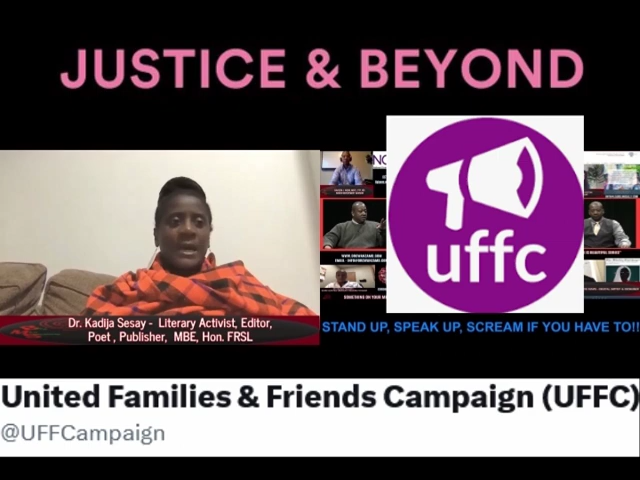 JUSTICE & BEYOND
uffc
Dr. Kadija Sesay - Literary Activist, Editor,
Poet , Publisher, MBE, Hon. FRSL
STAND UP, SPEAK UP, SCREAM IF YOU HAVE TO!!
United Families & Friends Campaign (UFFC)
@UFFCampaign